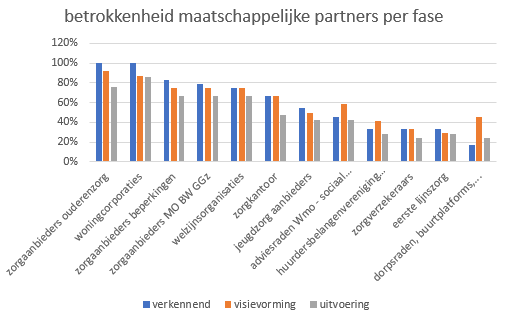 betrokkenheid maatschappelijke partners per fase
120%
100%
80%
60%
40%
20%
0%
zorgaanbieders ouderenzorg
woningcorporaties
zorgaanbieders beperkingen
zorgaanbieders MO BW GGz
welzijnsorganisaties
zorgkantoor
jeugdzorg aanbieders
adviesraden Wmo - sociaal...
huurdersbelangenvereniging...
zorgverzekeraars
eerste lijnszorg
dorpsraden, buurtplatforms,...
verkennend visievorming uitvoering